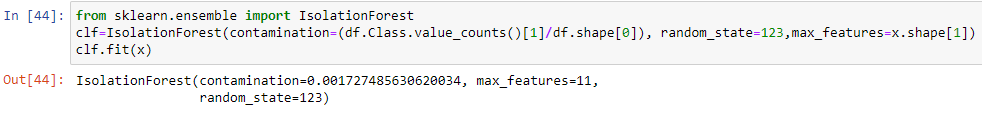 In [44]: from sklearn.ensemble import IsolationForest
clf=IsolationForest(contamination=(df.Class.value_counts()[1]/df.shape[0]), random_state=123,max_features=x.shape[1])
clf.fit(x)
Out[44]: IsolationForest(contamination=0.001727485630620034, max_features=11,
random_state=123)